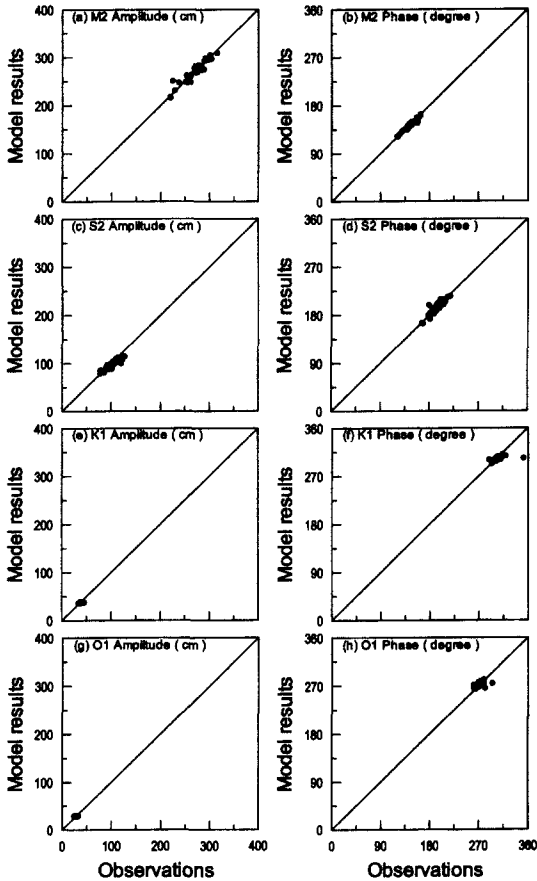 400
(a) M2 Amplitude ( cm )
300
200
100
0
Model results
360
(b) M2 Phase ( degree )
270
180
90
0
Model results
400
(c) S2 Amplitude ( cm )
300
200
100
0
Model results
360
(d) S2 Phase ( degree )
270
180
90
0
Model results
400
(e) K1 Amplitude ( cm )
300
200
100
0
Model results
360
(f) K1 Phase ( degree )
270
180
90
0
Model results
400
(g) O1 Amplitude ( cm )
300
200
100
0
Model results
0 100 200 300 400
Observations
360
(h) O1 Phase ( degree )
270
180
90
0
Model results
0 90 180 270 360
Observations